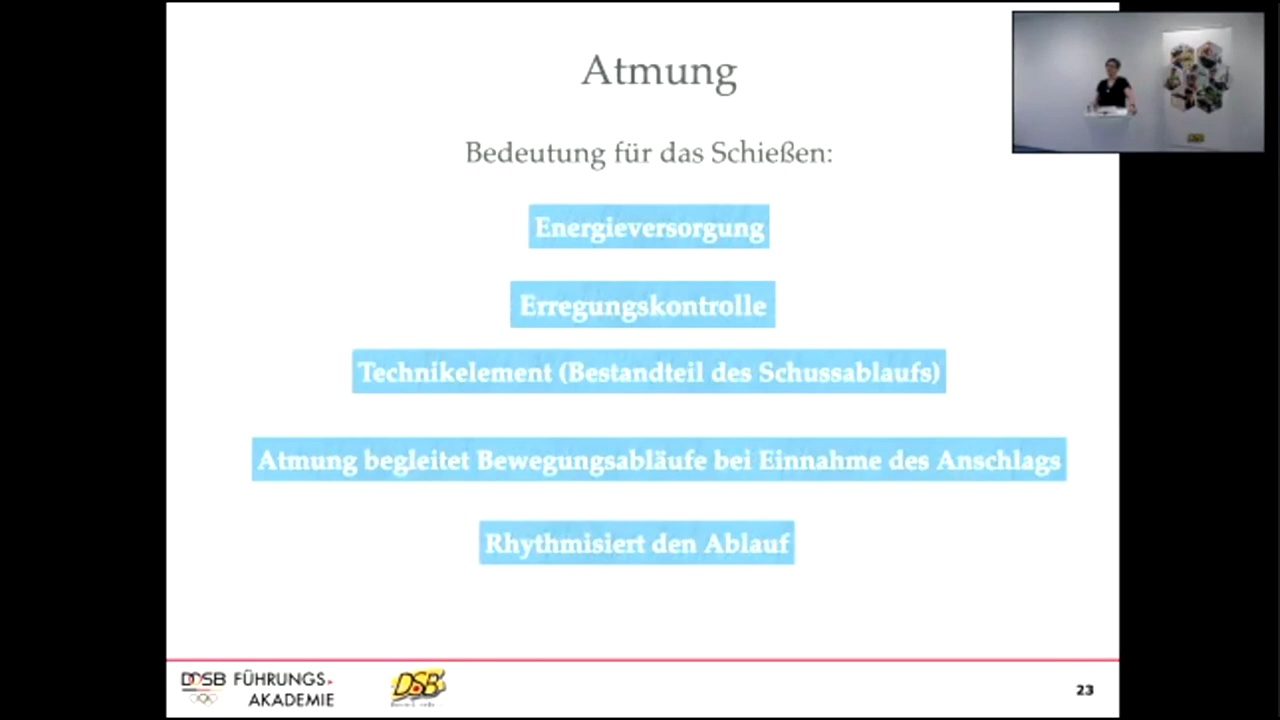 Atmung
Bedeutung für das Schießen:
Energieversorgung
Erregungskontrolle
Technikelement (Bestandteil des Schussablaufs)
Atmung begleitet Bewegungsabläufe bei Einnahme des Anschlags
Rhythmisiert den Ablauf
DOSB FÜHRUNGS-
AKADEMIE
DSB
23